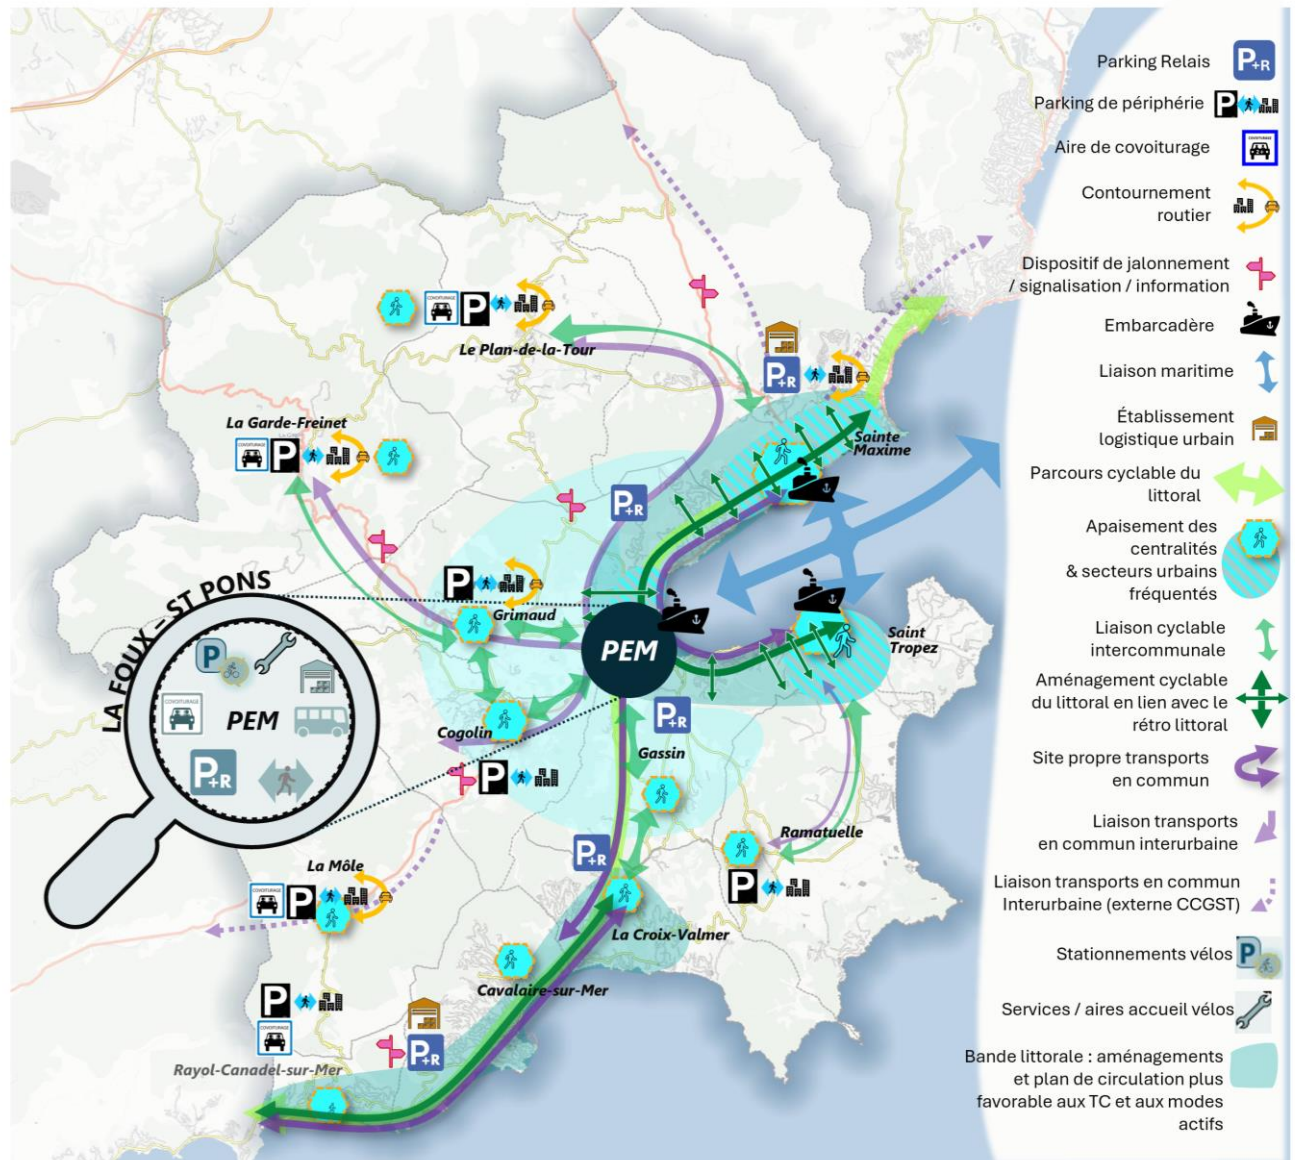 Parking Relais
P+R
Parking de périphérie
P
Aire de covoiturage
COVOITURAGE
Contournement
routier
Dispositif de jalonnement
/ signalisation / information
Embarcadère
Liaison maritime
Établissement
logistique urbain
Parcours cyclable du
littoral
Apaisement des
centralités
& secteurs urbains
fréquentés
Liaison cyclable
intercommunale
Aménagement cyclable
du littoral en lien avec le
rétro littoral
Site propre transports
en commun
Liaison transports
en commun interurbaine
Liaison transports en commun
Interurbaine (externe CCGST)
Stationnements vélos
P
Services / aires accueil vélos
Bande littorale : aménagements
et plan de circulation plus
favorable aux TC et aux modes
actifs
COVOITURAGE
P
Le Plan-de-la-Tour
P+R
La Garde-Freinet
COVOITURAGE
P
Sainte
Maxime
P+R
P
Grimaud
PEM
Saint
Tropez
LA FOUX – ST PONS
P
COVOITURAGE
PEM
P+R
Cogolin
P+R
Gassin
P
P+R
Ramatuelle
P
La Môle
COVOITURAGE
P
La Croix-Valmer
Cavalaire-sur-Mer
P
COVOITURAGE
P+R
Rayol-Canadel-sur-Mer